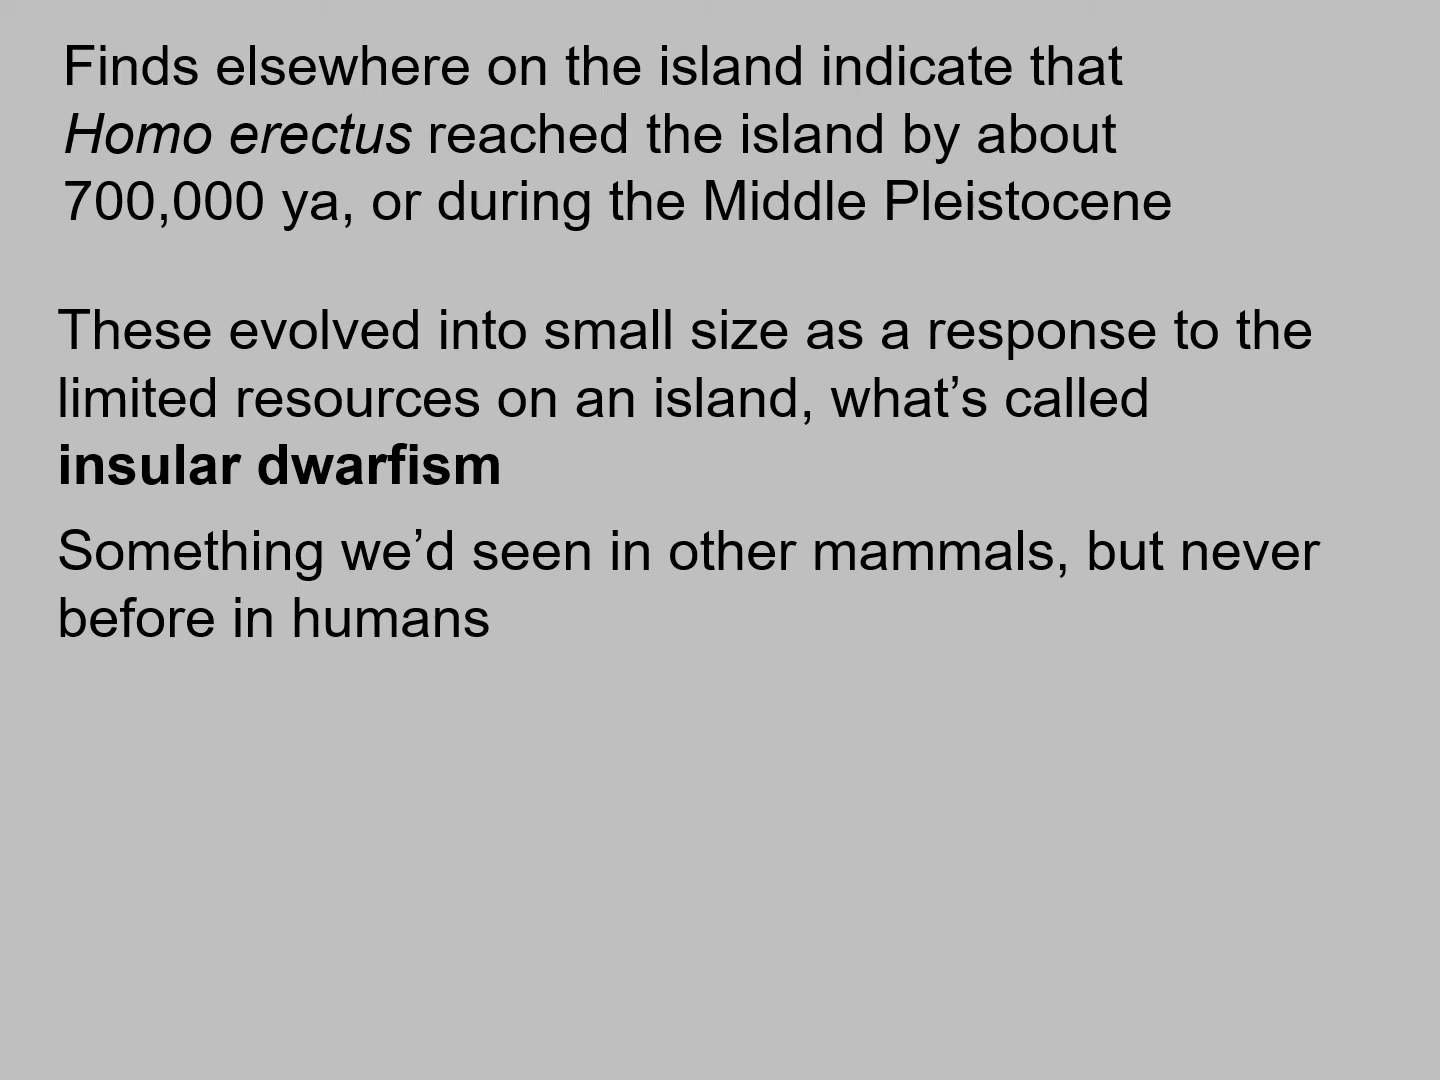 Finds elsewhere on the island indicate that
Homo erectus reached the island by about
700,000 ya, or during the Middle Pleistocene
These evolved into small size as a response to the
limited resources on an island, what’s called
insular dwarfism
Something we’d seen in other mammals, but never
before in humans